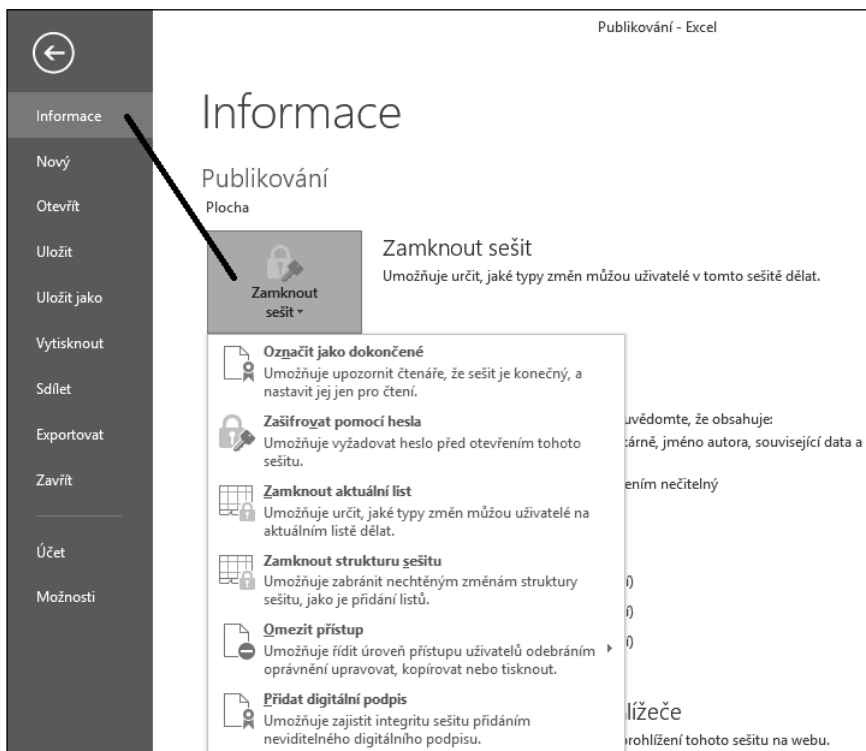 Publikování - Excel
Informace
Nový
Otevřít
Uložit
Uložit jako
Vytisknout
Sdílet
Exportovat
Zavřít
Účet
Možnosti
Informace
Publikování
Plocha
Zamknout
sešit
Zamknout sešit
Umožňuje určit, jaké typy změn můžou uživatelé v tomto sešitě dělat.
Označit jako dokončené
Umožňuje upozornit čtenáře, že sešit je konečný, a
nastavit jej jen pro čtení.
Zašifrovat pomocí hesla
Umožňuje vyžadovat heslo před otevřením tohoto
sešitu.
Zamknout aktuální list
Umožňuje určit, jaké typy změn můžou uživatelé na
aktuálním listě dělat.
Zamknout strukturu sešitu
Umožňuje zabránit nechtěným změnám struktury
sešitu, jako je přidání listů.
Omezit přístup
Umožňuje řídit úroveň přístupu uživatelů odebráním
oprávnění upravovat, kopírovat nebo tisknout.
Přidat digitální podpis
Umožňuje zajistit integritu sešitu přidáním
neviditelného digitálního podpisu.
uvědomte, že obsahuje:
kárně, jméno autora, související data a
ením nečitelný
í)
í)
í)
lížeče
prohlížení tohoto sešitu na webu.